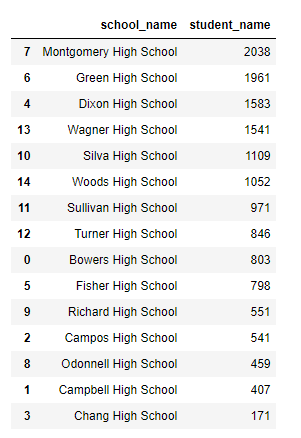 school_name student_name
7 Montgomery High School 2038
6 Green High School 1961
4 Dixon High School 1583
13 Wagner High School 1541
10 Silva High School 1109
14 Woods High School 1052
11 Sullivan High School 971
12 Turner High School 846
0 Bowers High School 803
5 Fisher High School 798
9 Richard High School 551
2 Campos High School 541
8 Odonnell High School 459
1 Campbell High School 407
3 Chang High School 171